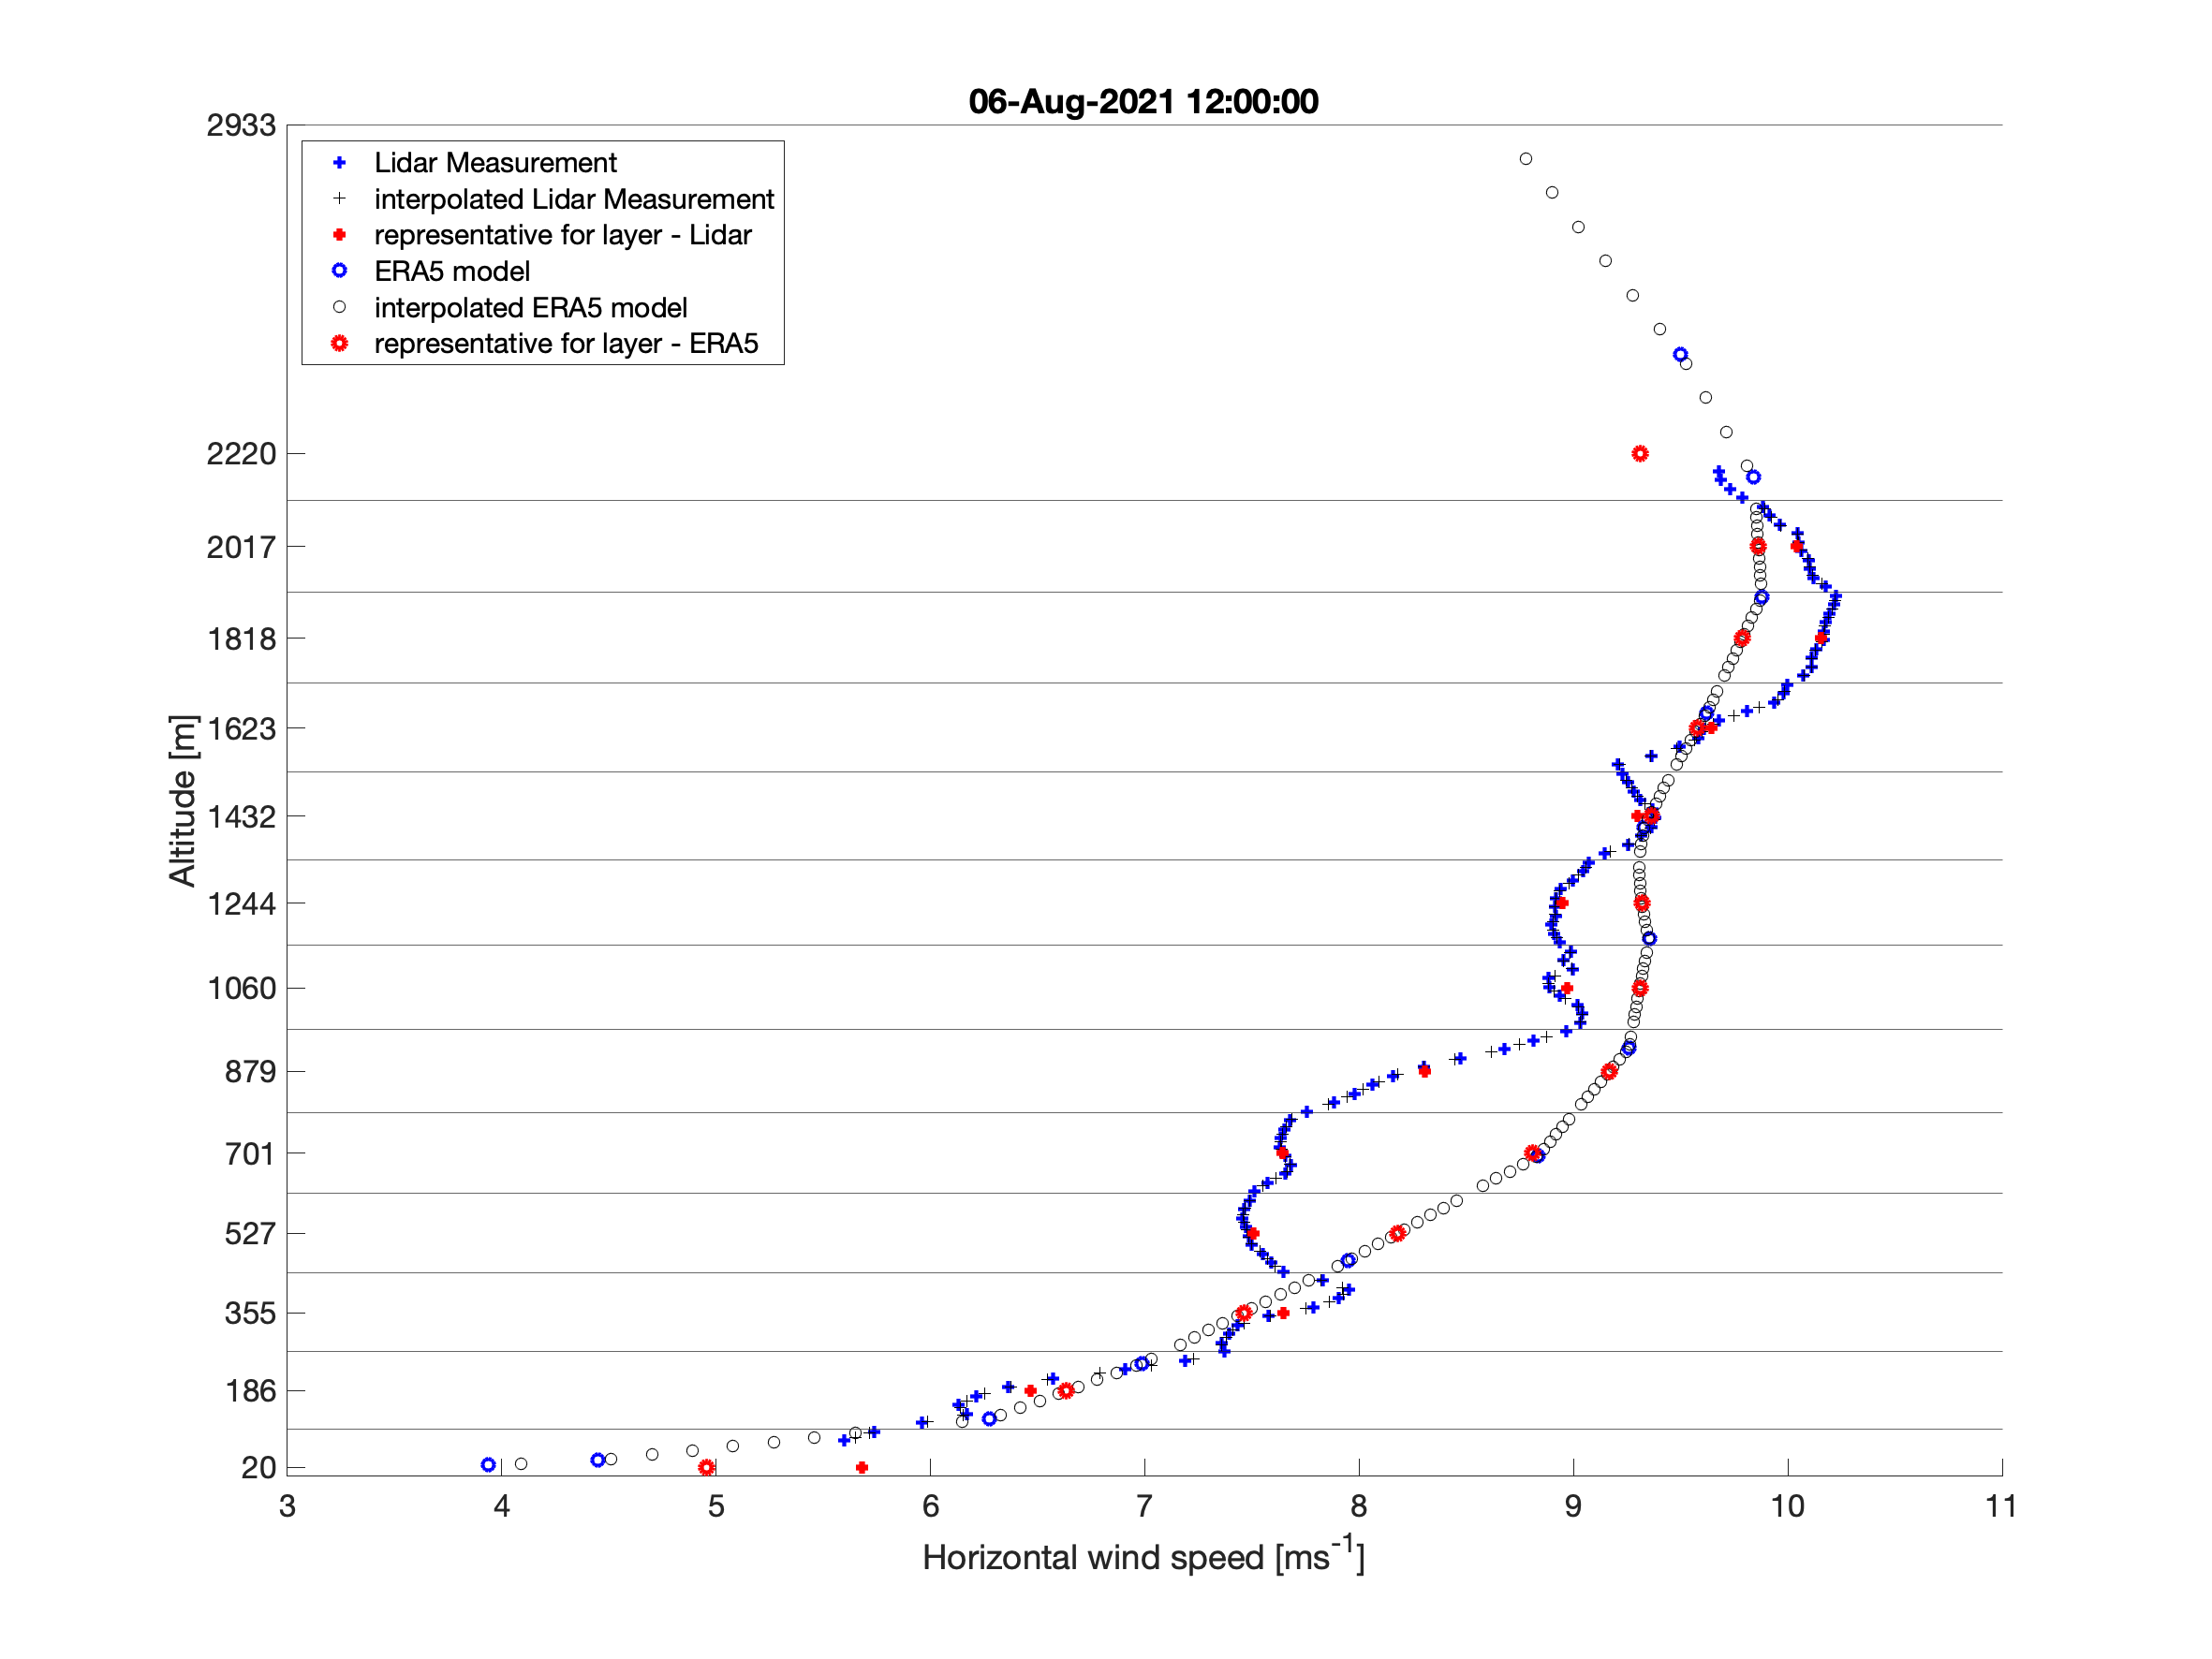 06-Aug-2021 12:00:00
Lidar Measurement
interpolated Lidar Measurement
representative for layer - Lidar
ERA5 model
interpolated ERA5 model
representative for layer - ERA5
Altitude [m]
2933
2220
2017
1818
1623
1432
1244
1060
879
701
527
355
186
20
3 4 5 6 7 8 9 10 11
Horizontal wind speed [ms⁻¹]